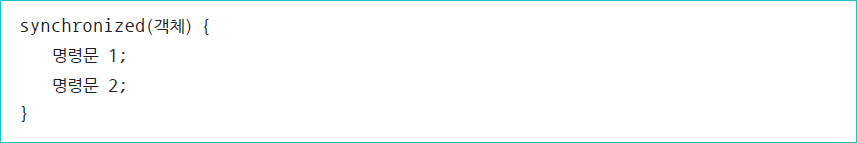 synchronized(객체) {
    명령문 1;
    명령문 2;
}